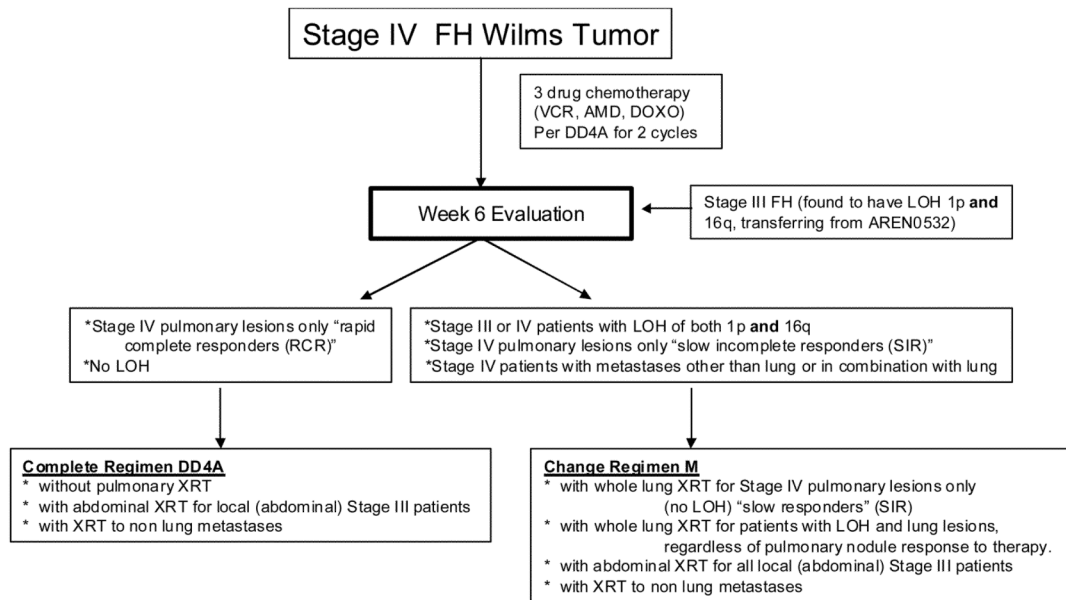 Stage IV FH Wilms Tumor
3 drug chemotherapy
(VCR, AMD, DOXO)
Per DD4A for 2 cycles
Week 6 Evaluation
Stage III FH (found to have LOH 1p and
16q, transferring from AREN0532)
*Stage IV pulmonary lesions only “rapid
complete responders (RCR)”
*No LOH
*Stage III or IV patients with LOH of both 1p and 16q
*Stage IV pulmonary lesions only “slow incomplete responders (SIR)”
*Stage IV patients with metastases other than lung or in combination with lung
Complete Regimen DD4A
* without pulmonary XRT
* with abdominal XRT for local (abdominal) Stage III patients
* with XRT to non lung metastases
Change Regimen M
* with whole lung XRT for Stage IV pulmonary lesions only
(no LOH) “slow responders” (SIR)
* with whole lung XRT for patients with LOH and lung lesions,
regardless of pulmonary nodule response to therapy.
* with abdominal XRT for all local (abdominal) Stage III patients
* with XRT to non lung metastases